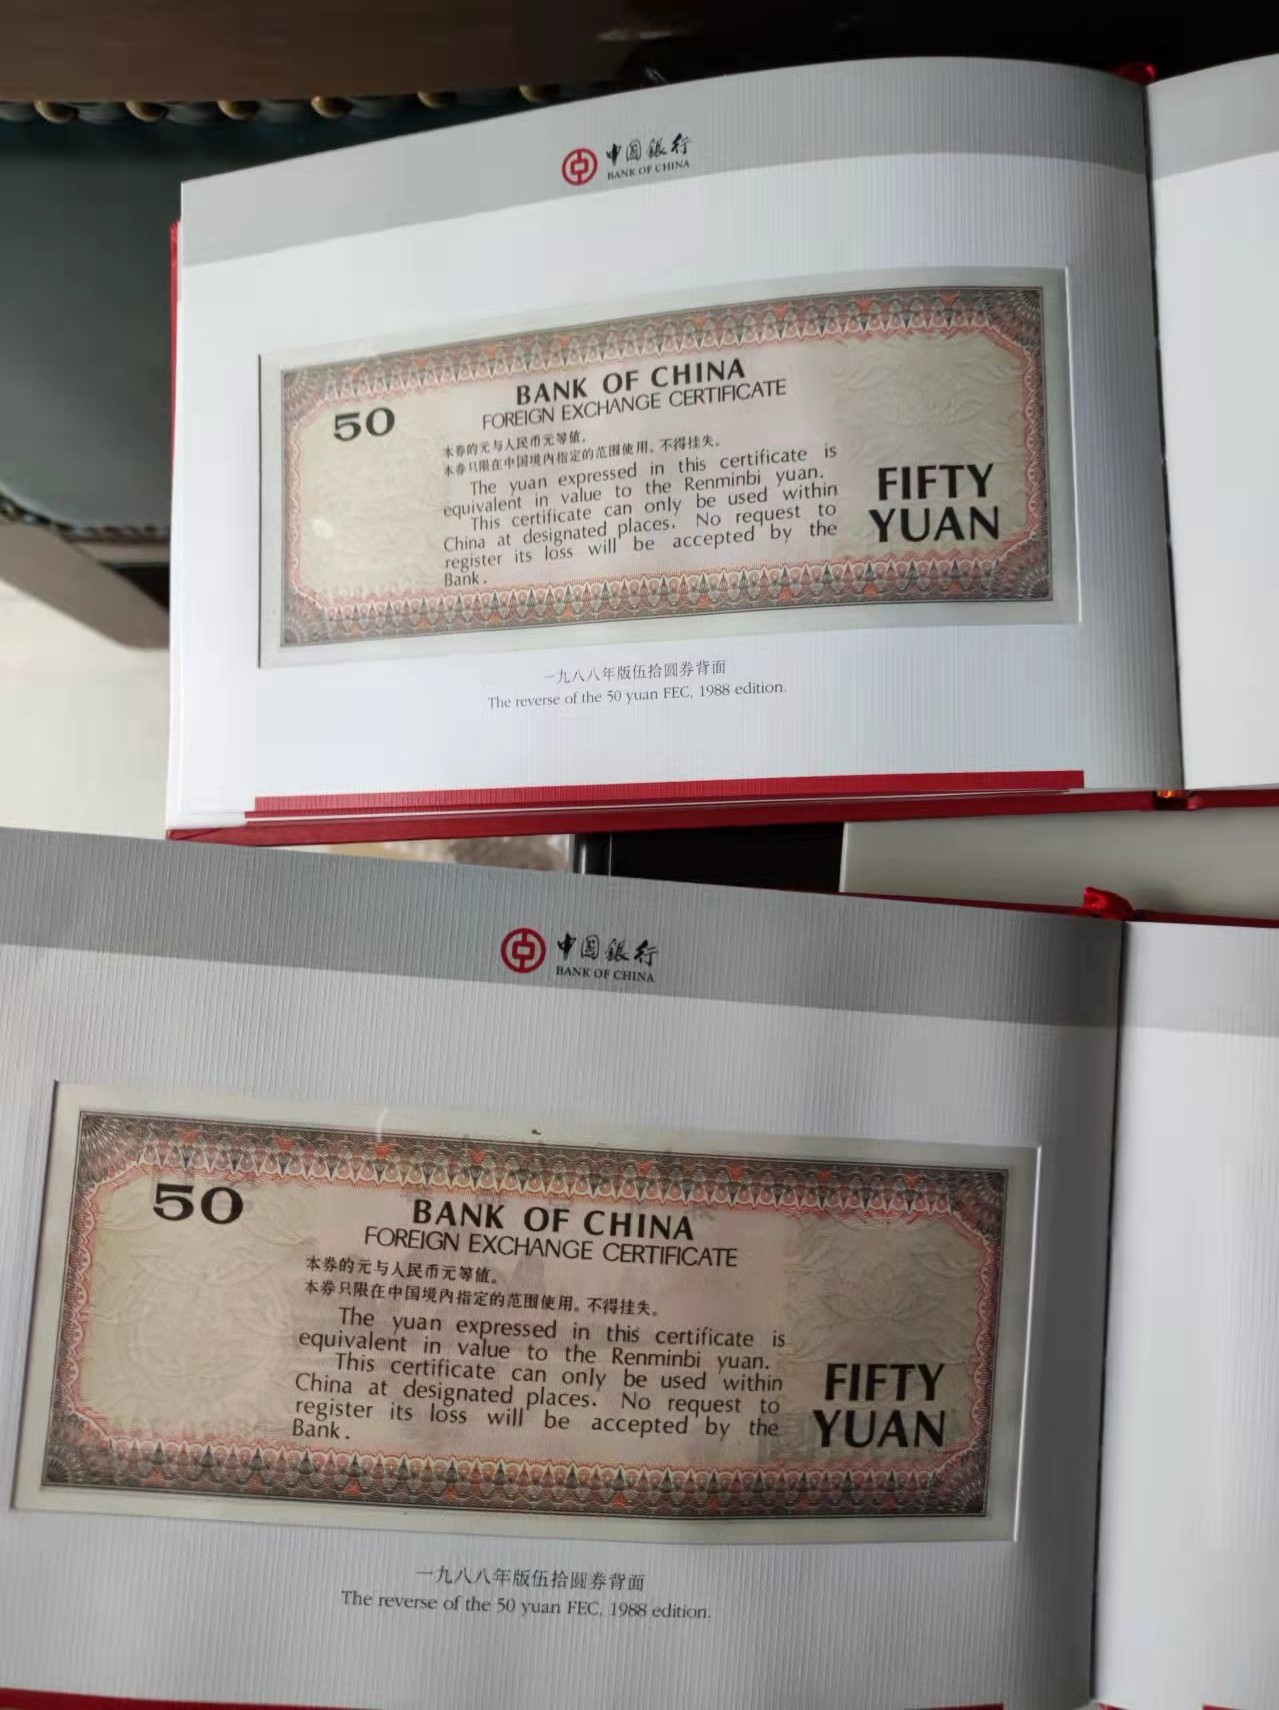 中国銀行
BANK OF CHINA
BANK OF CHINA
FOREIGN EXCHANGE CERTIFICATE
50
本券的元与人民币元等值。
本券只限在中国境内指定的范围使用。不得挂失。
The yuan expressed in this certificate is
equivalent in value to the Renminbi yuan.
This certificate can only be used within
China at designated places. No request to
register its loss will be accepted by the
Bank.
FIFTY
YUAN
一九八八年版伍拾圆券背面
The reverse of the 50 yuan FEC, 1988 edition.
中国銀行
BANK OF CHINA
50
BANK OF CHINA
FOREIGN EXCHANGE CERTIFICATE
本券的元与人民币元等值。
本券只限在中国境内指定的范围使用。不得挂失。
The yuan expressed in this certificate is
equivalent in value to the Renminbi yuan.
This certificate can only be used within
China at designated places. No request to
register its loss will be accepted by the
Bank.
FIFTY
YUAN
一九八八年版伍拾圆券背面
The reverse of the 50 yuan FEC, 1988 edition.